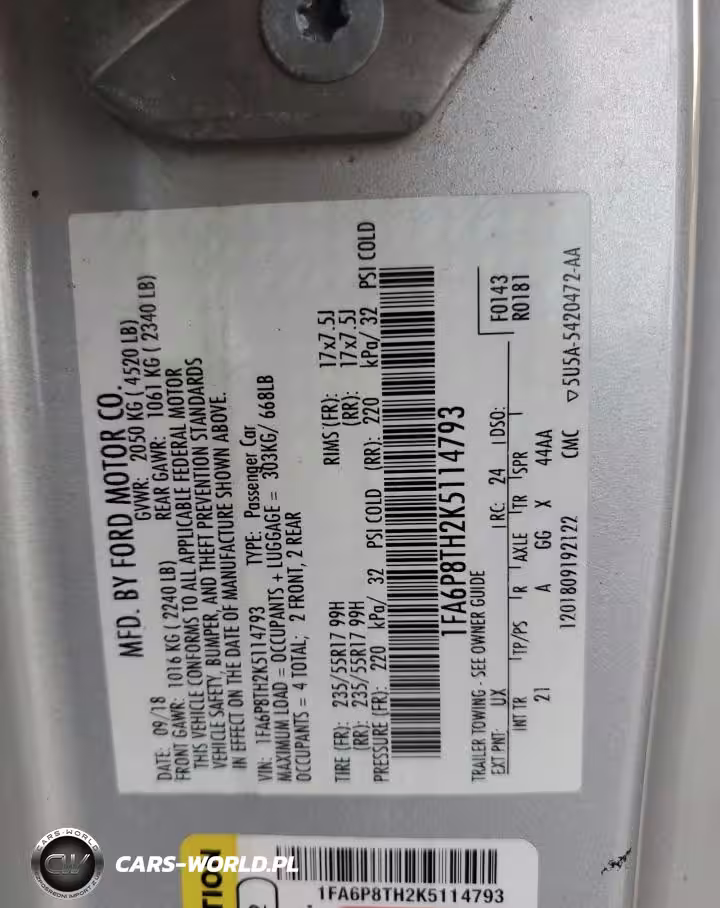 MFD. BY FORD MOTOR CO.
DATE: 09/18 GVWR: 2050 KG ( 4520 LB)
FRONT GAWR: 1016 KG ( 2240 LB) REAR GAWR: 1061 KG ( 2340 LB)
THIS VEHICLE CONFORMS TO ALL APPLICABLE FEDERAL MOTOR
VEHICLE SAFETY, BUMPER, AND THEFT PREVENTION STANDARDS
IN EFFECT ON THE DATE OF MANUFACTURE SHOWN ABOVE.
VIN: 1FA6P8TH2K5114793 TYPE: Passenger Car
MAXIMUM LOAD = OCCUPANTS + LUGGAGE = 303KG/ 668LB
OCCUPANTS = 4 TOTAL; 2 FRONT, 2 REAR
TIRE (FR): 235/55R17 99H RIMS (FR): 17x7.5J
(RR): 235/55R17 99H (RR): 17x7.5J
PRESSURE (FR): 220 kPa/ 32 PSI COLD (RR): 220 kPa/ 32 PSI COLD
1FA6P8TH2K5114793
TRAILER TOWING - SEE OWNER GUIDE F0143
EXT PNT: UX RC: 24 DSO: R0181
INT TR TP/PS R AXLE TR SPR
21 A GG X 44AA
1201809192122 CMC ▽5U5A-5420472-AA
TION
1FA6P8TH2K5114793
CARS-WORLD
CW
CARS-WORLD.PL